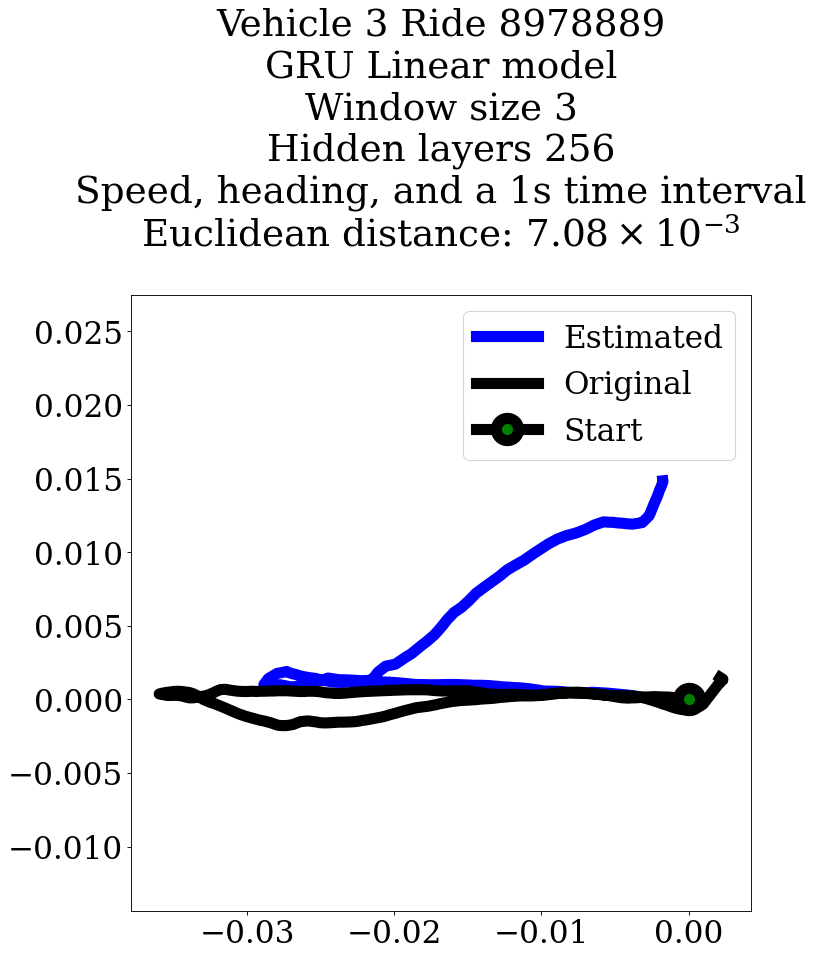 Vehicle 3 Ride 8978889
GRU Linear model
Window size 3
Hidden layers 256
Speed, heading, and a 1s time interval
Euclidean distance: 7.08 × 10⁻³
Estimated
Original
Start
0.025
0.020
0.015
0.010
0.005
0.000
−0.005
−0.010
−0.03 −0.02 −0.01 0.00